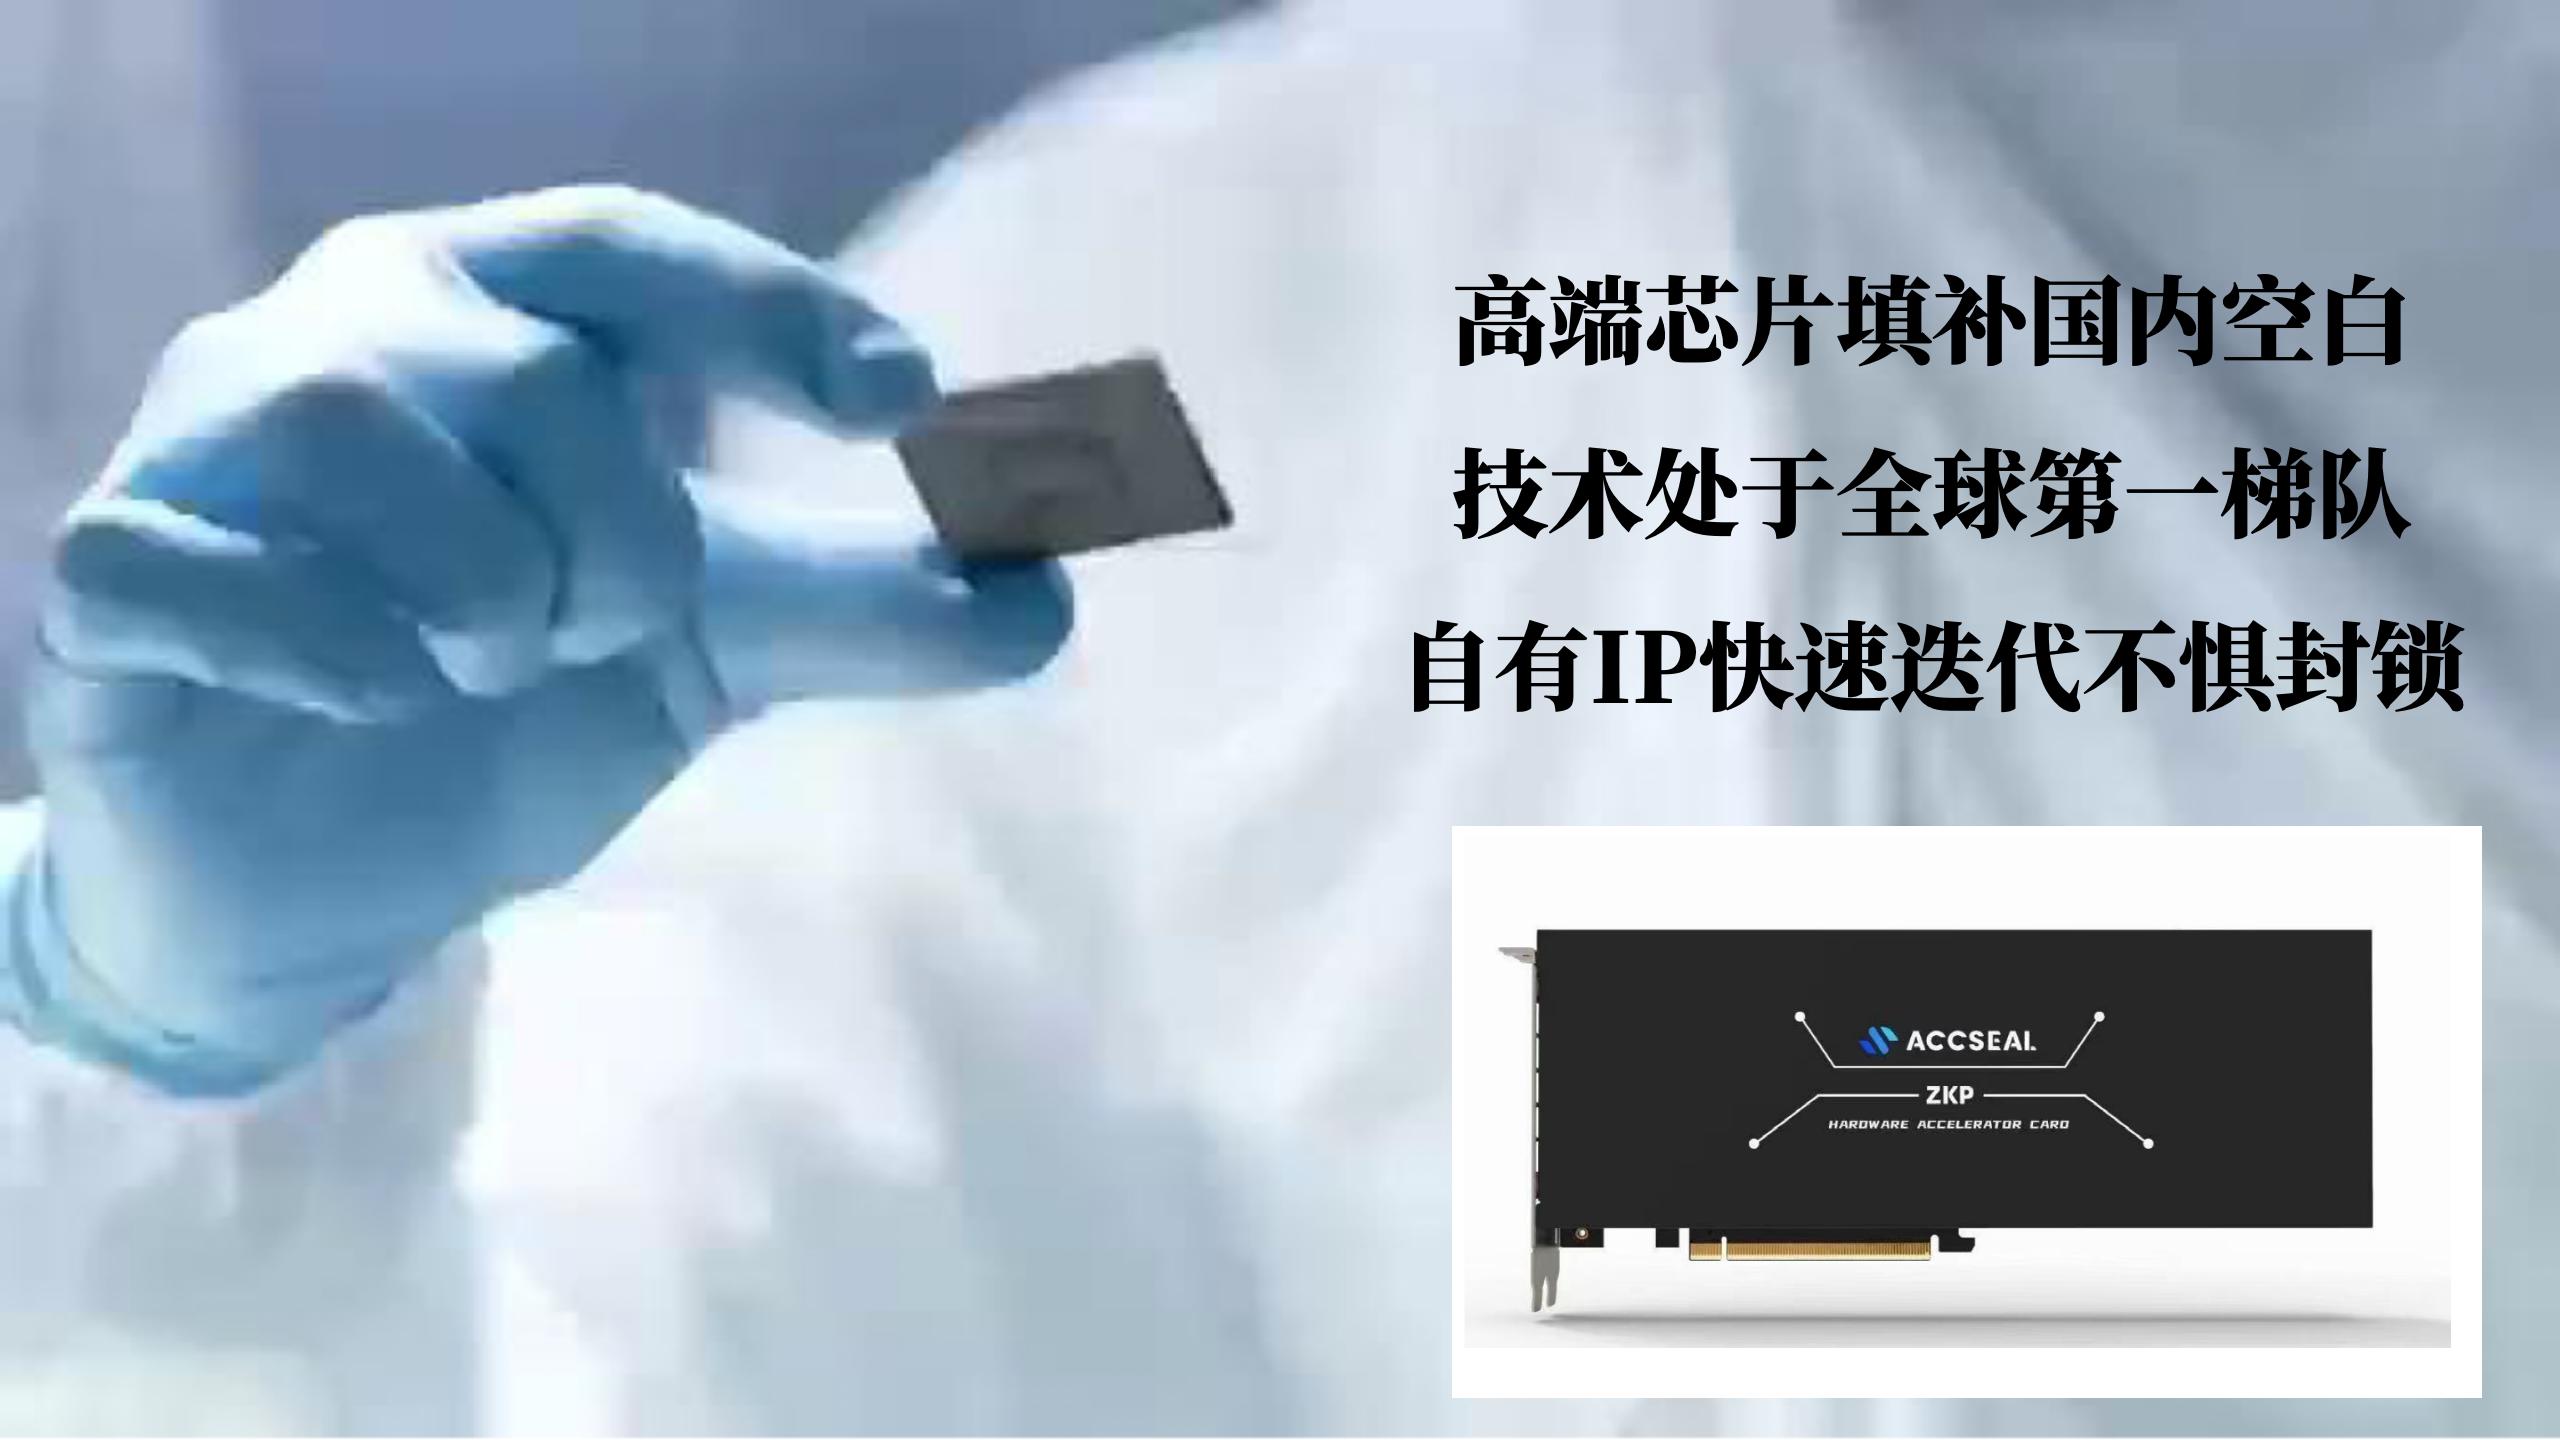 高端芯片填补国内空白
技术处于全球第一梯队
自有IP快速迭代不惧封锁
ACCSEAL
ZKP
HARDWARE ACCELERATOR CARD